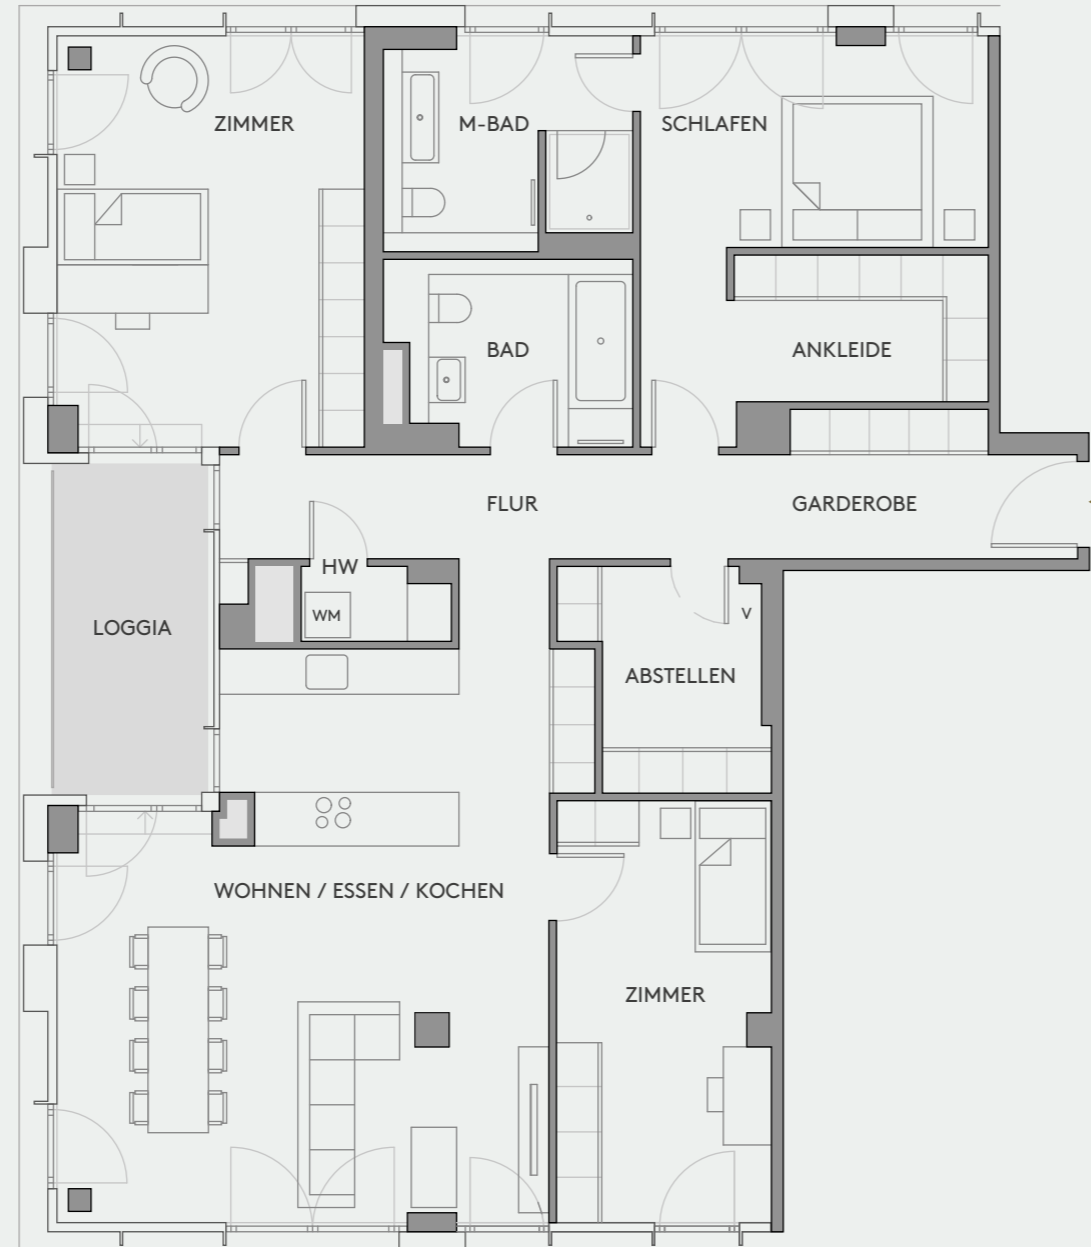 ZIMMER
M-BAD
SCHLAFEN
BAD
ANKLEIDE
FLUR
GARDEROBE
HW
WM
V
LOGGIA
ABSTELLEN
WOHNEN / ESSEN / KOCHEN
ZIMMER